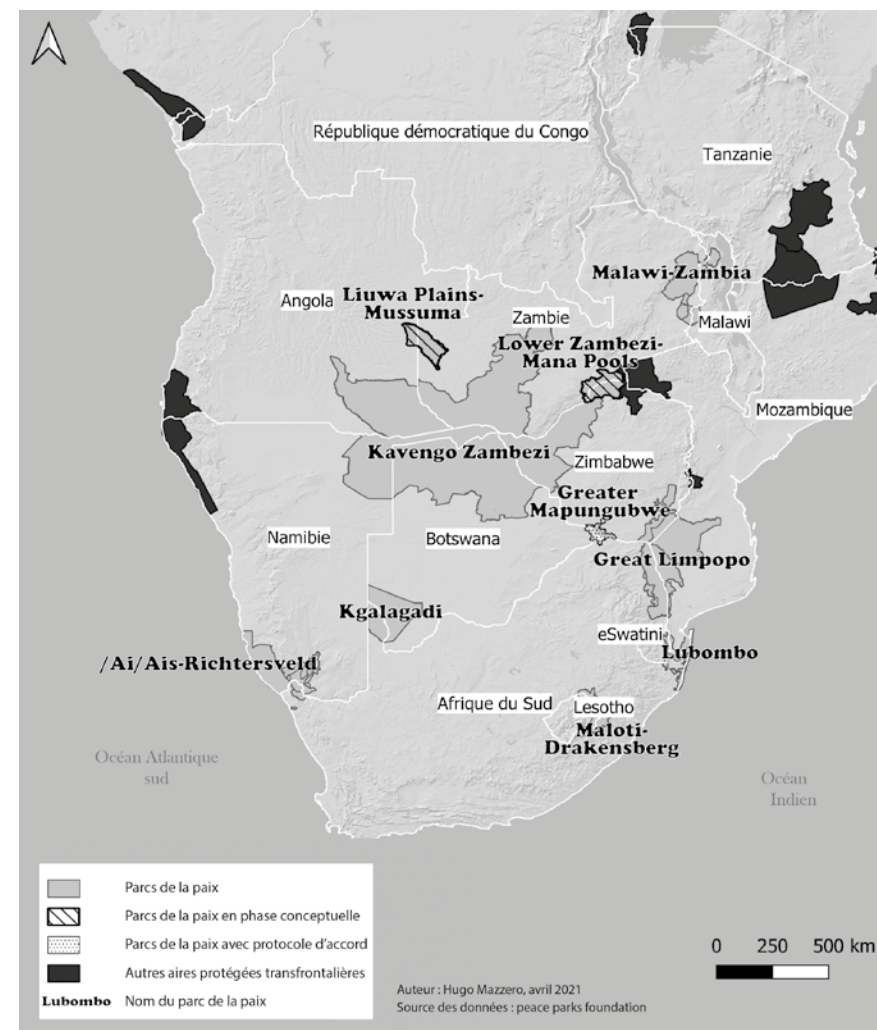 République démocratique du Congo
Tanzanie
Malawi-Zambia
Angola
Liuwa Plains-
Mussuma
Zambie
Malawi
Lower Zambezi-
Mana Pools
Mozambique
Kavengo Zambezi
Zimbabwe
Greater
Mapungubwe
Namibie
Botswana
Great Limpopo
Kgalagadi
eSwatini
Lubombo
/Ai/Ais-Richtersveld
Afrique du Sud
Lesotho
Maloti-
Drakensberg
Océan Atlantique
sud
Océan
Indien
Parcs de la paix
Parcs de la paix en phase conceptuelle
Parcs de la paix avec protocole d'accord
Autres aires protégées transfrontalières
Lubombo Nom du parc de la paix
0 250 500 km
Auteur : Hugo Mazzero, avril 2021
Source des données : peace parks foundation